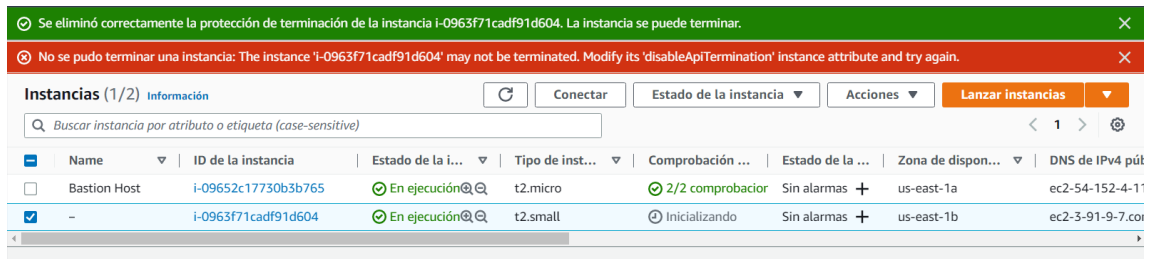 Se eliminó correctamente la protección de terminación de la instancia i-0963f71cadf91d604. La instancia se puede terminar.
No se pudo terminar una instancia: The instance 'i-0963f71cadf91d604' may not be terminated. Modify its 'disableApiTermination' instance attribute and try again.
Instancias (1/2) Información Conectar Estado de la instancia ▼ Acciones ▼ Lanzar instancias ▼
Buscar instancia por atributo o etiqueta (case-sensitive) < 1 >
Name ID de la instancia Estado de la i... Tipo de inst... Comprobación ... Estado de la ... Zona de dispon... DNS de IPv4 púb
Bastion Host i-09652c17730b3b765 En ejecución t2.micro 2/2 comprobacior Sin alarmas + us-east-1a ec2-54-152-4-11
– i-0963f71cadf91d604 En ejecución t2.small Inicializando Sin alarmas + us-east-1b ec2-3-91-9-7.co